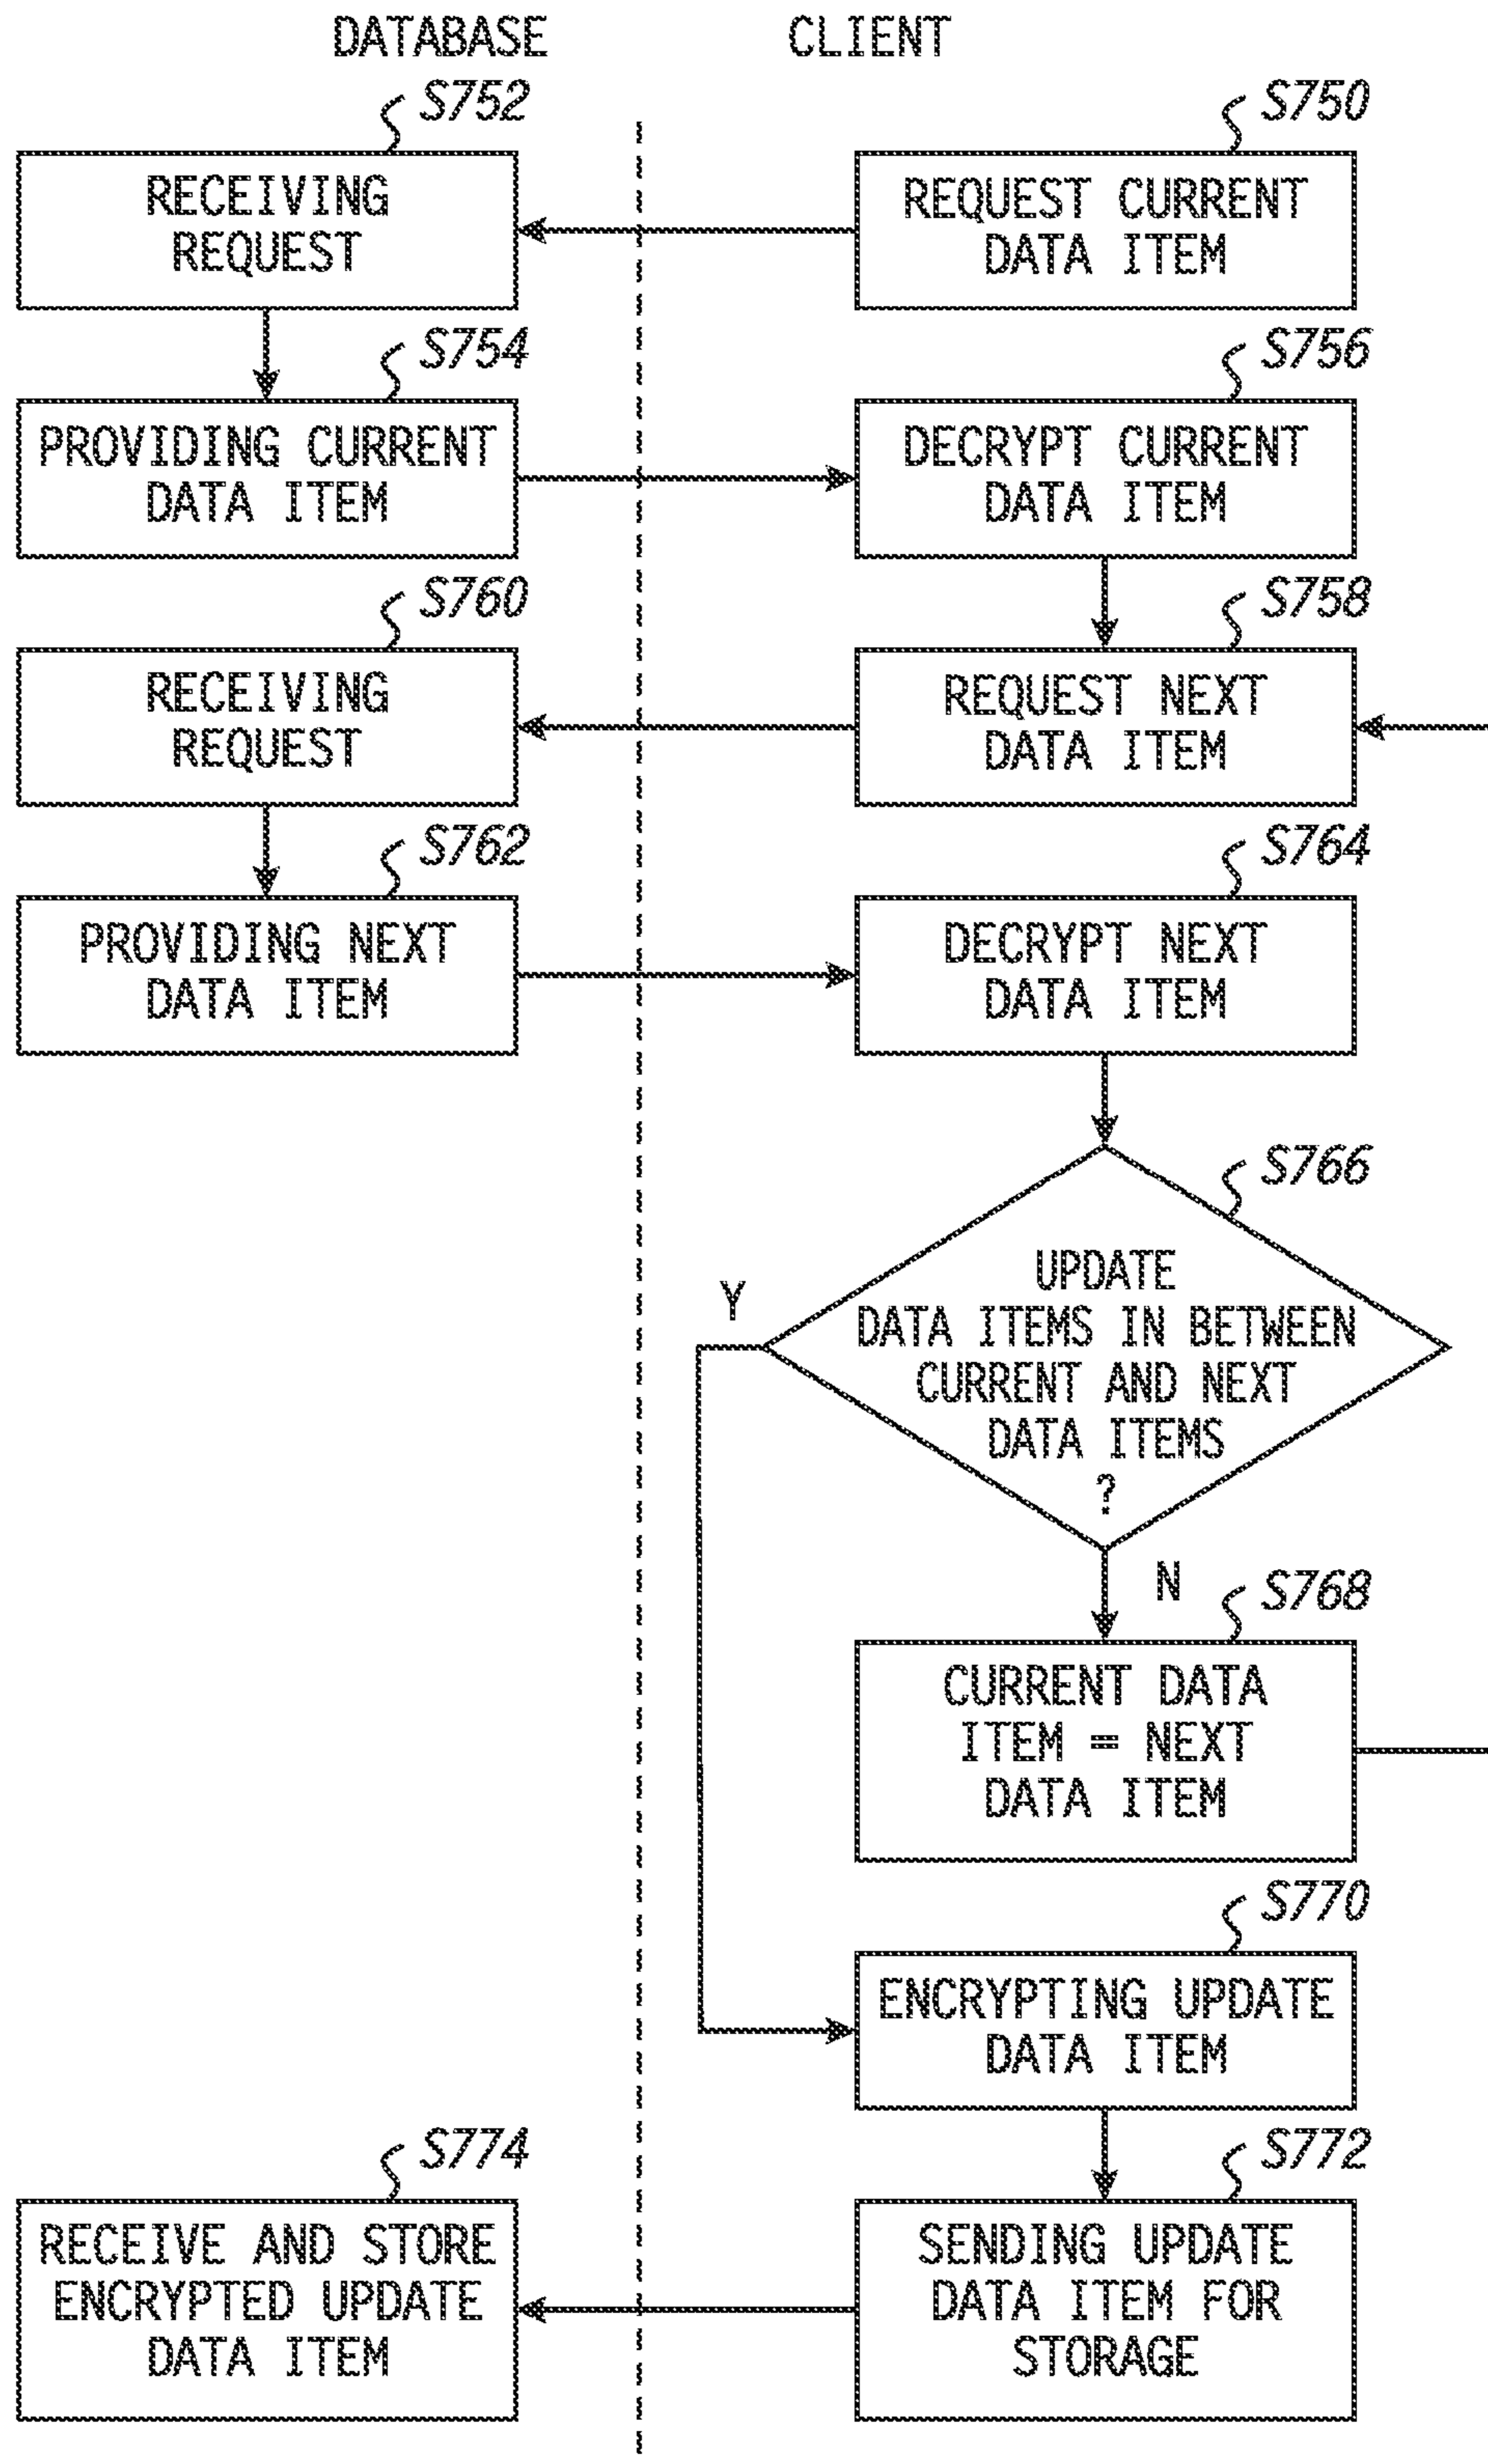 DATABASE
CLIENT
S752
S750
RECEIVING
REQUEST
REQUEST CURRENT
DATA ITEM
S754
S756
PROVIDING CURRENT
DATA ITEM
DECRYPT CURRENT
DATA ITEM
S760
S758
RECEIVING
REQUEST
REQUEST NEXT
DATA ITEM
S762
S764
PROVIDING NEXT
DATA ITEM
DECRYPT NEXT
DATA ITEM
S766
UPDATE
DATA ITEMS IN BETWEEN
CURRENT AND NEXT
DATA ITEMS
?
Y
N
S768
CURRENT DATA
ITEM = NEXT
DATA ITEM
S770
ENCRYPTING UPDATE
DATA ITEM
S774
S772
RECEIVE AND STORE
ENCRYPTED UPDATE
DATA ITEM
SENDING UPDATE
DATA ITEM FOR
STORAGE